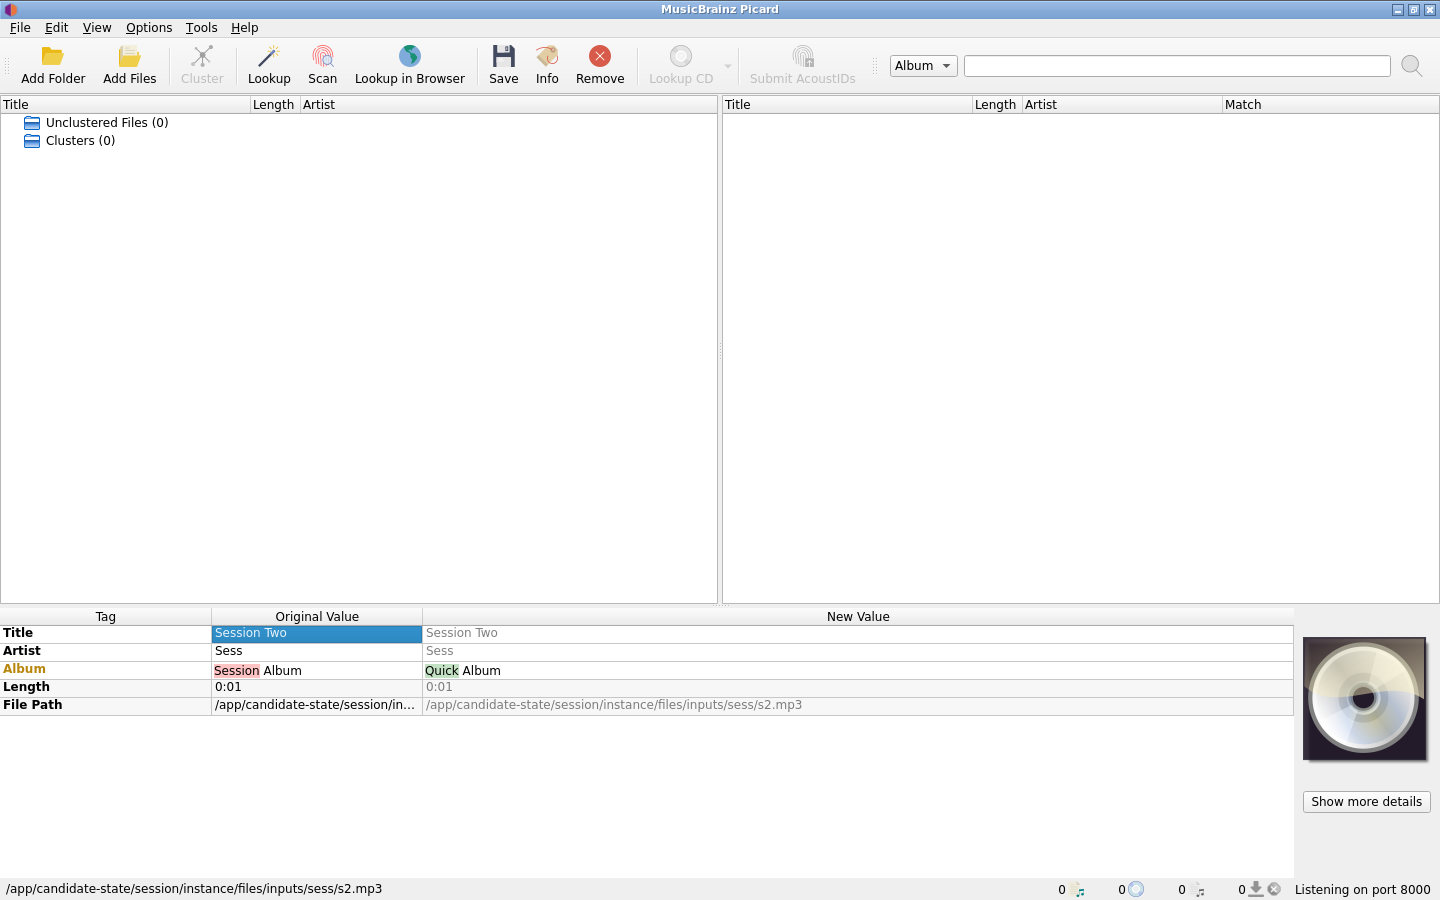 MusicBrainz Picard
File Edit View Options Tools Help
Add Folder Add Files Cluster Lookup Scan Lookup in Browser Save Info Remove Lookup CD Submit AcoustIDs Album
Title Length Artist
Title Length Artist Match
Unclustered Files (0)
Clusters (0)
Tag Original Value New Value
Title Session Two Session Two
Artist Sess Sess
Album Session Album Quick Album
Length 0:01 0:01
File Path /app/candidate-state/session/in... /app/candidate-state/session/instance/files/inputs/sess/s2.mp3
Show more details
/app/candidate-state/session/instance/files/inputs/sess/s2.mp3 0 0 0 0 Listening on port 8000